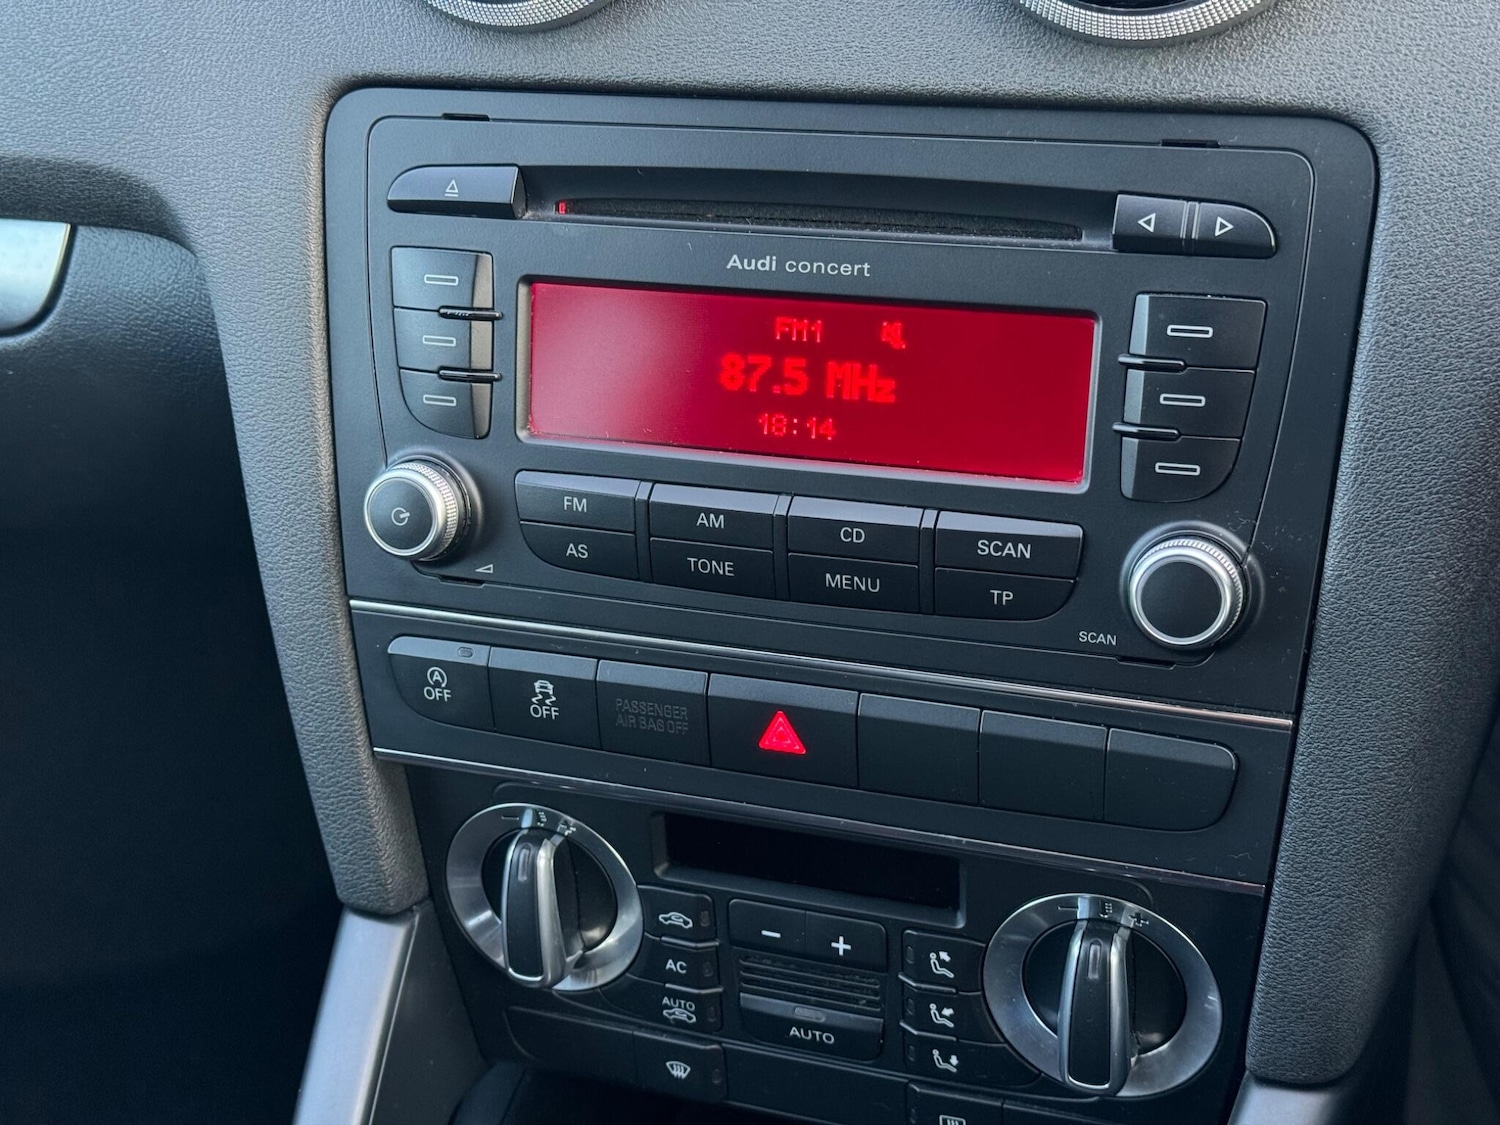 Audi concert
FM1
87.5 MHz
18:14
FM
AM
CD
SCAN
AS
TONE
MENU
TP
SCAN
A
OFF
OFF
PASSENGER
AIR BAG OFF
- +
AC
AUTO
AUTO